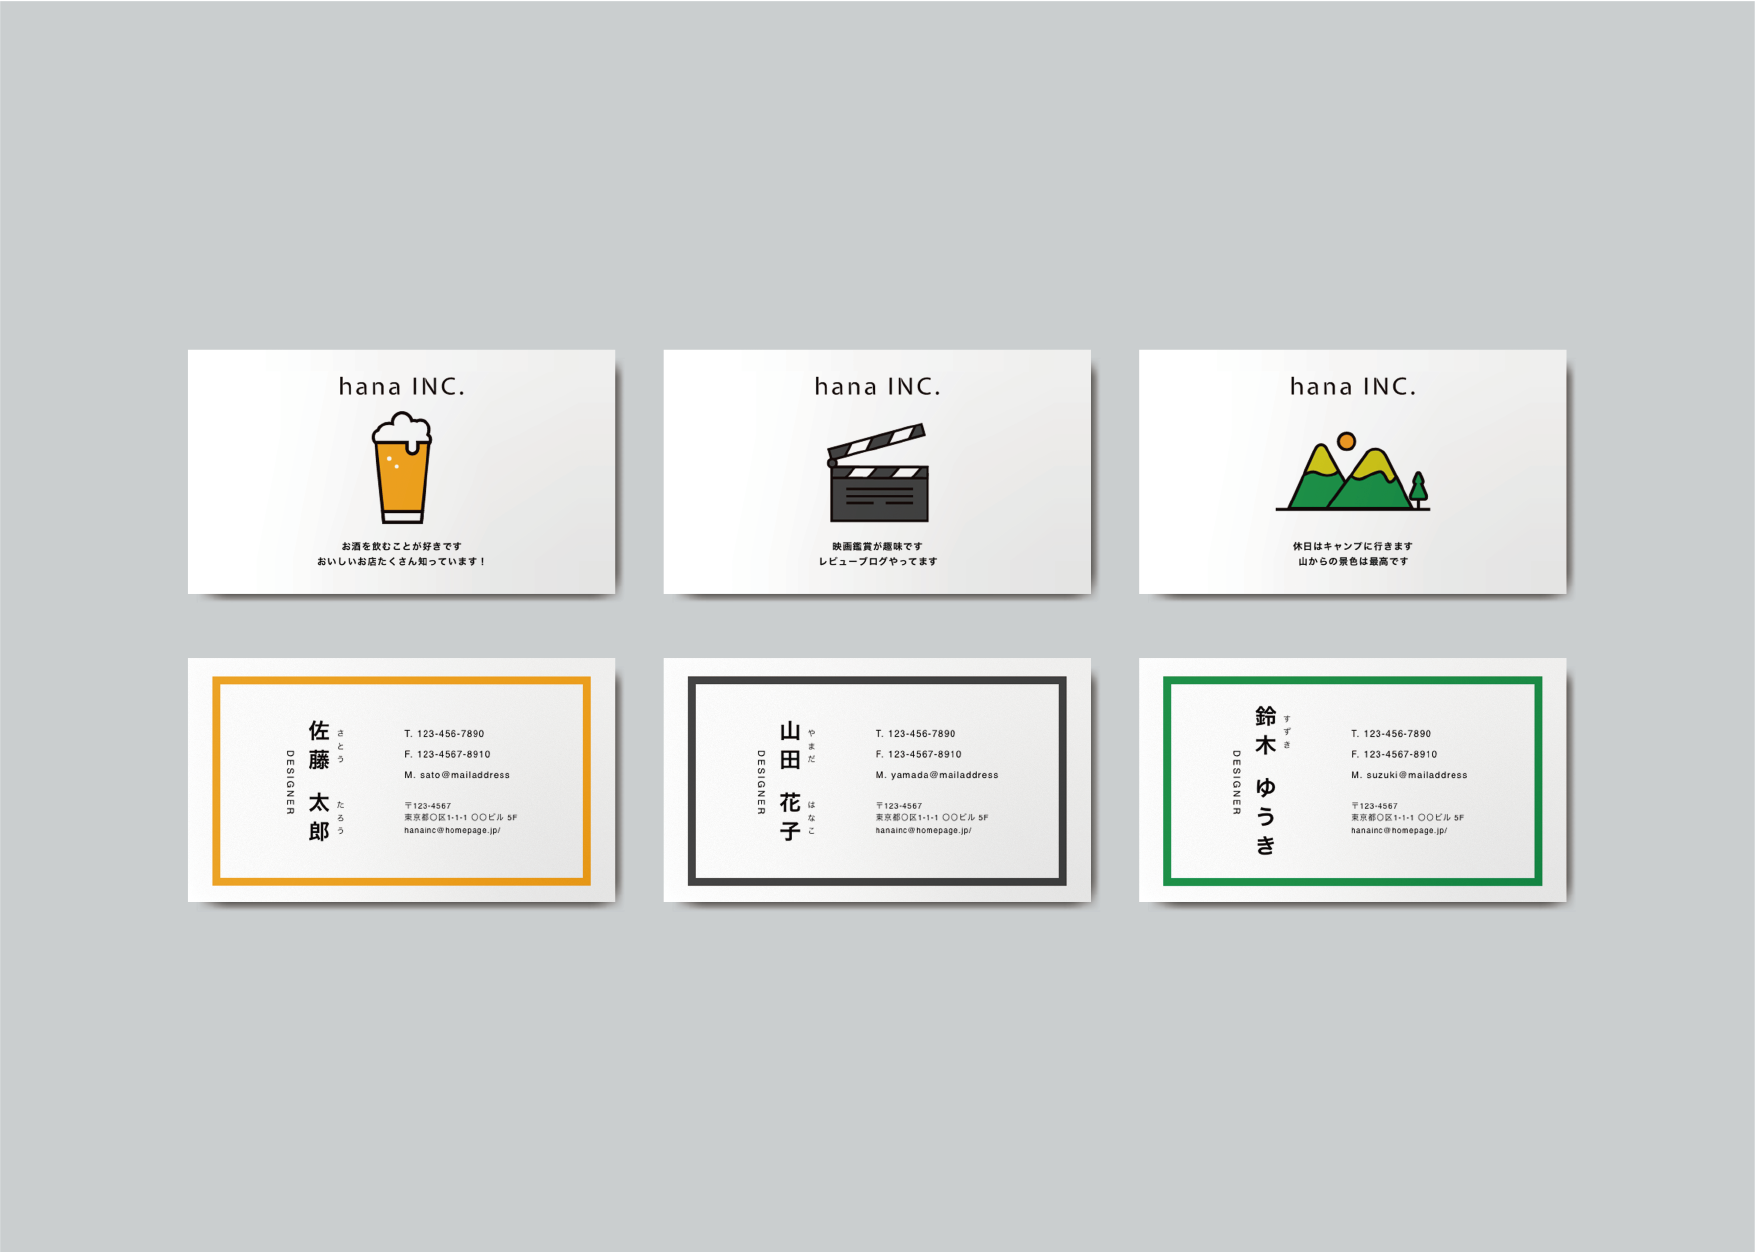 hana INC.
お酒を飲むことが好きです
おいしいお店たくさん知っています！
hana INC.
映画鑑賞が趣味です
レビューブログやってます
hana INC.
休日はキャンプに行きます
山からの景色は最高です
佐藤 太郎
さとう たろう
DESIGNER
T. 123-456-7890
F. 123-4567-8910
M. sato@mailaddress
〒123-4567
東京都〇区1-1-1 〇〇ビル 5F
hanainc@homepage.jp/
山田 花子
やまだ はなこ
DESIGNER
T. 123-456-7890
F. 123-4567-8910
M. yamada@mailaddress
〒123-4567
東京都〇区1-1-1 〇〇ビル 5F
hanainc@homepage.jp/
鈴木 ゆうき
すずき
DESIGNER
T. 123-456-7890
F. 123-4567-8910
M. suzuki@mailaddress
〒123-4567
東京都〇区1-1-1 〇〇ビル 5F
hanainc@homepage.jp/